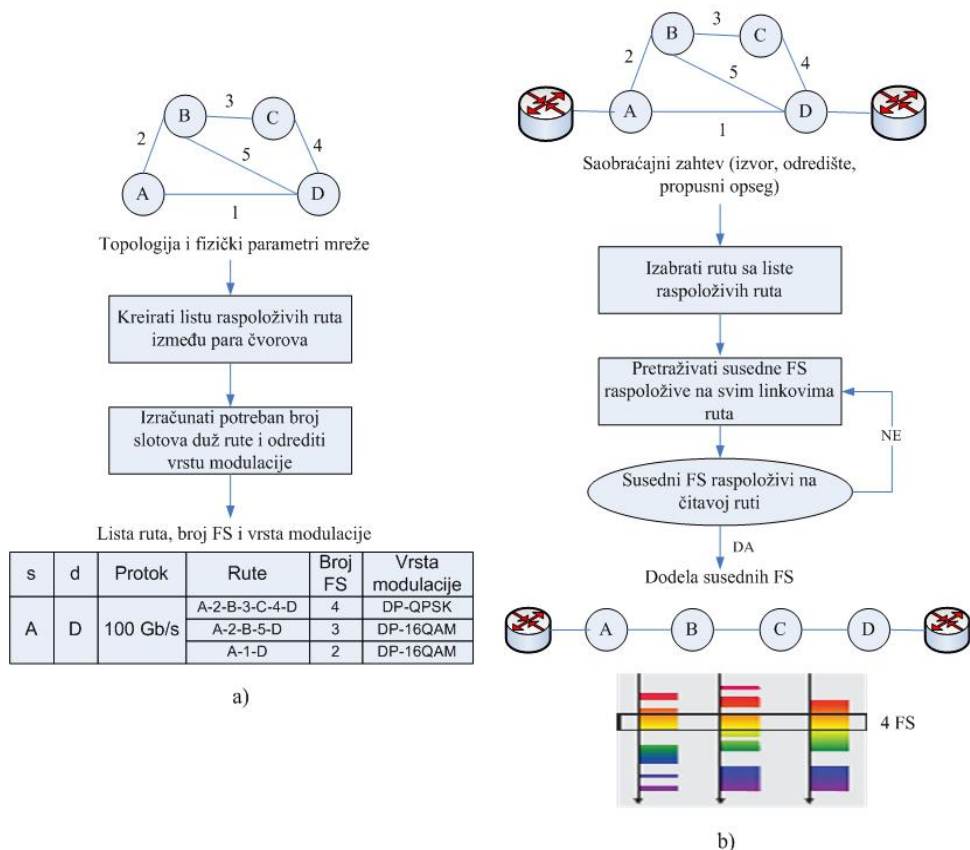 B
3
C
2
5
4
A
D
1
Topologija i fizički parametri mreže
Kreirati listu raspoloživih ruta
između para čvorova
Izračunati potreban broj
slotova duž rute i odrediti
vrstu modulacije
Lista ruta, broj FS i vrsta modulacije
s d Protok Rute Broj FS Vrsta modulacije
A D 100 Gb/s A-2-B-3-C-4-D 4 DP-QPSK
A-2-B-5-D 3 DP-16QAM
A-1-D 2 DP-16QAM
a)
3
B
C
2
5
4
A
D
1
Saobraćajni zahtev (izvor, odredište,
propusni opseg)
Izabrati rutu sa liste
raspoloživih ruta
Pretraživati susedne FS
raspoložive na svim linkovima
ruta
NE
Susedni FS raspoloživi na
čitavoj ruti
DA
Dodela susednih FS
A B C D
4 FS
b)